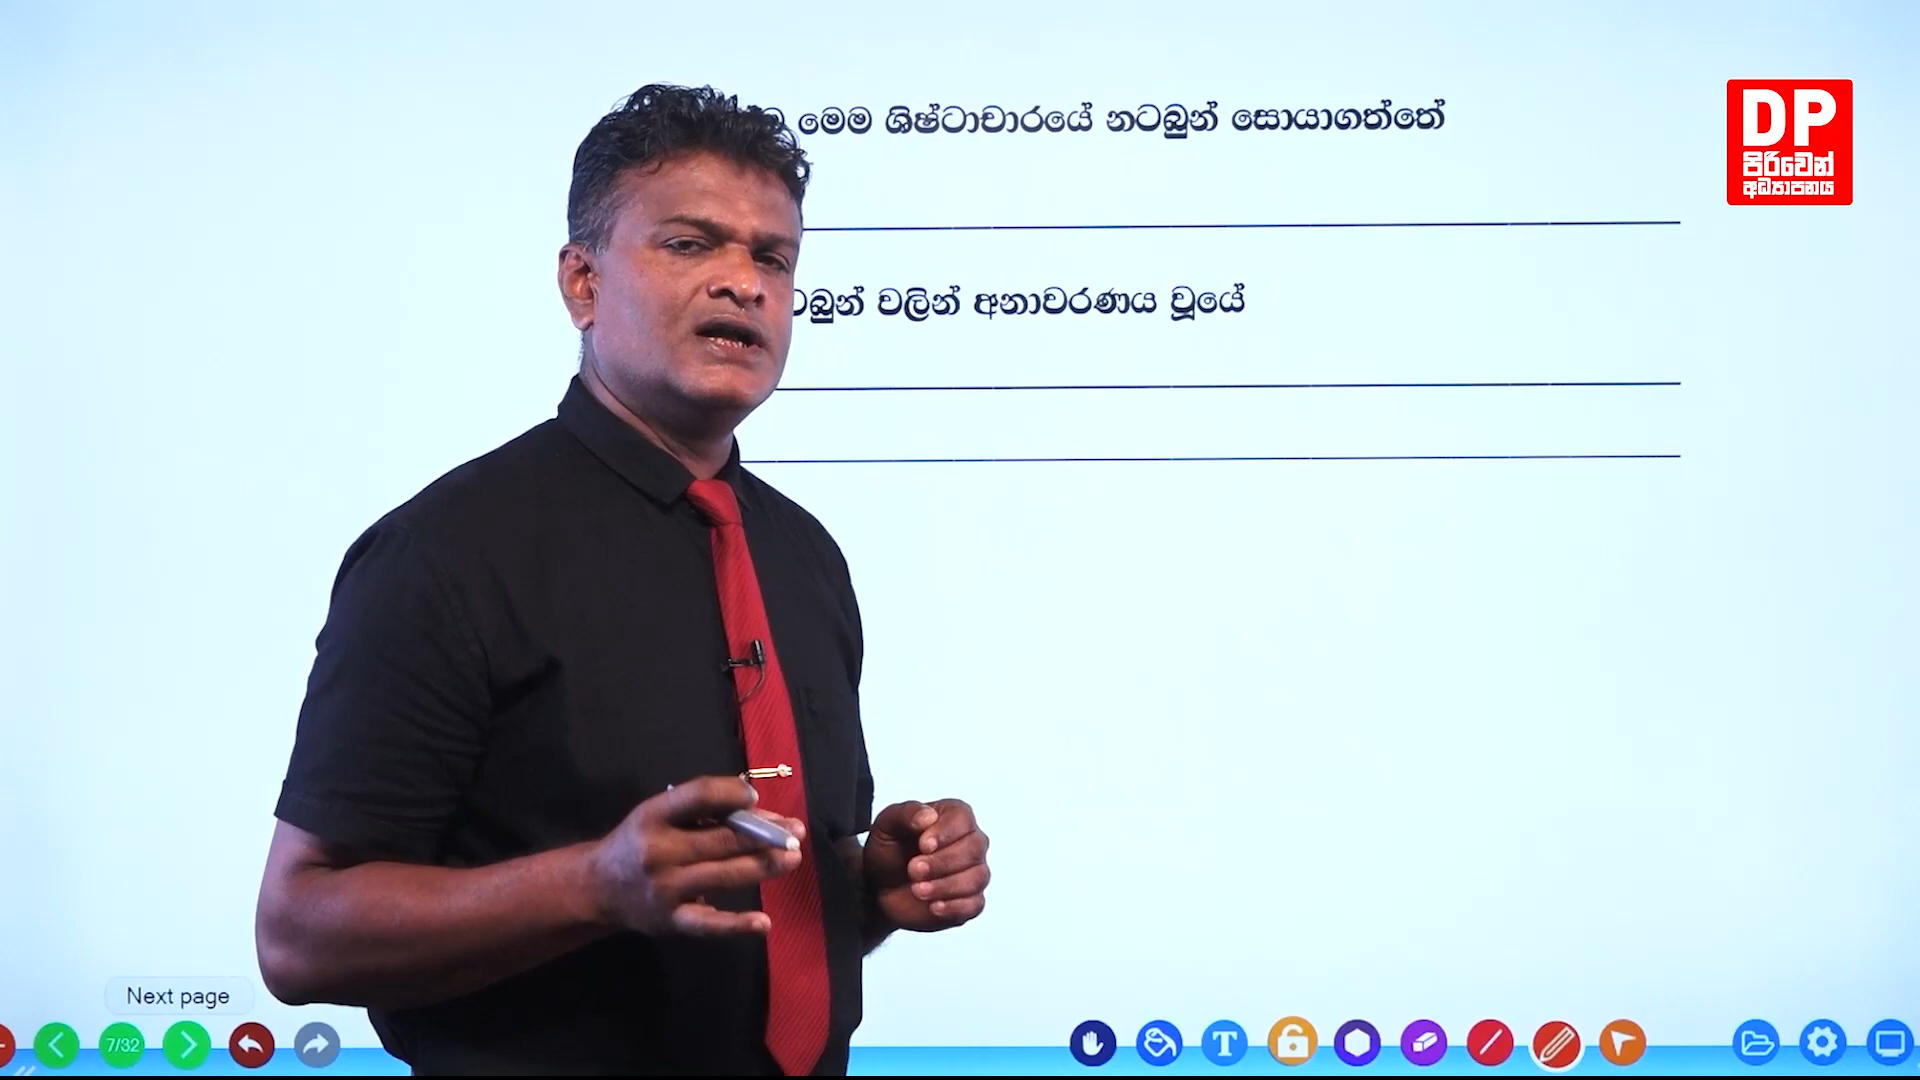 මෙම ශිෂ්ටාචාරයේ නටබුන් සොයාගත්තේ
වලින් අනාවරණය වූයේ
DP
පිරිවෙන්
අධ්‍යාපනය
Next page
7/32
T